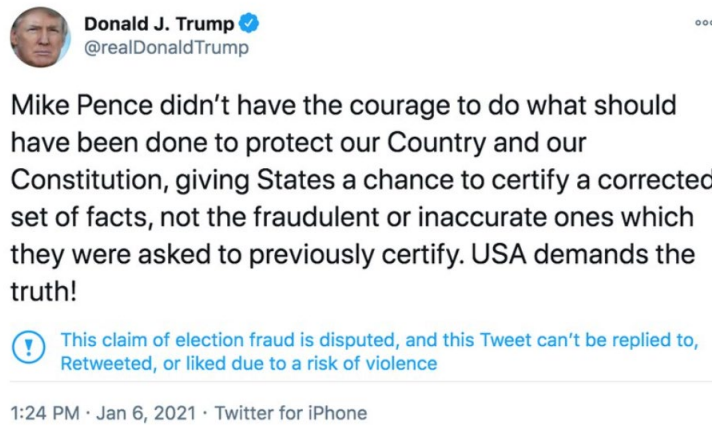 Donald J. Trump
@realDonaldTrump
Mike Pence didn’t have the courage to do what should
have been done to protect our Country and our
Constitution, giving States a chance to certify a corrected
set of facts, not the fraudulent or inaccurate ones which
they were asked to previously certify. USA demands the
truth!
This claim of election fraud is disputed, and this Tweet can’t be replied to,
Retweeted, or liked due to a risk of violence
1:24 PM · Jan 6, 2021 · Twitter for iPhone